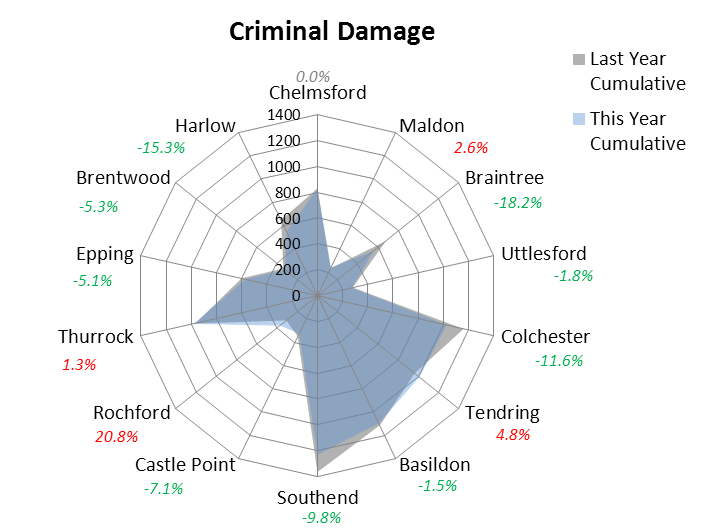 Criminal Damage
Last Year
Cumulative
This Year
Cumulative
0.0%
Chelmsford
Maldon
2.6%
Braintree
-18.2%
Uttlesford
-1.8%
Colchester
-11.6%
Tendring
4.8%
Basildon
-1.5%
Southend
-9.8%
Castle Point
-7.1%
Rochford
20.8%
Thurrock
1.3%
Epping
-5.1%
Brentwood
-5.3%
Harlow
-15.3%
1400
1200
1000
800
600
400
200
0